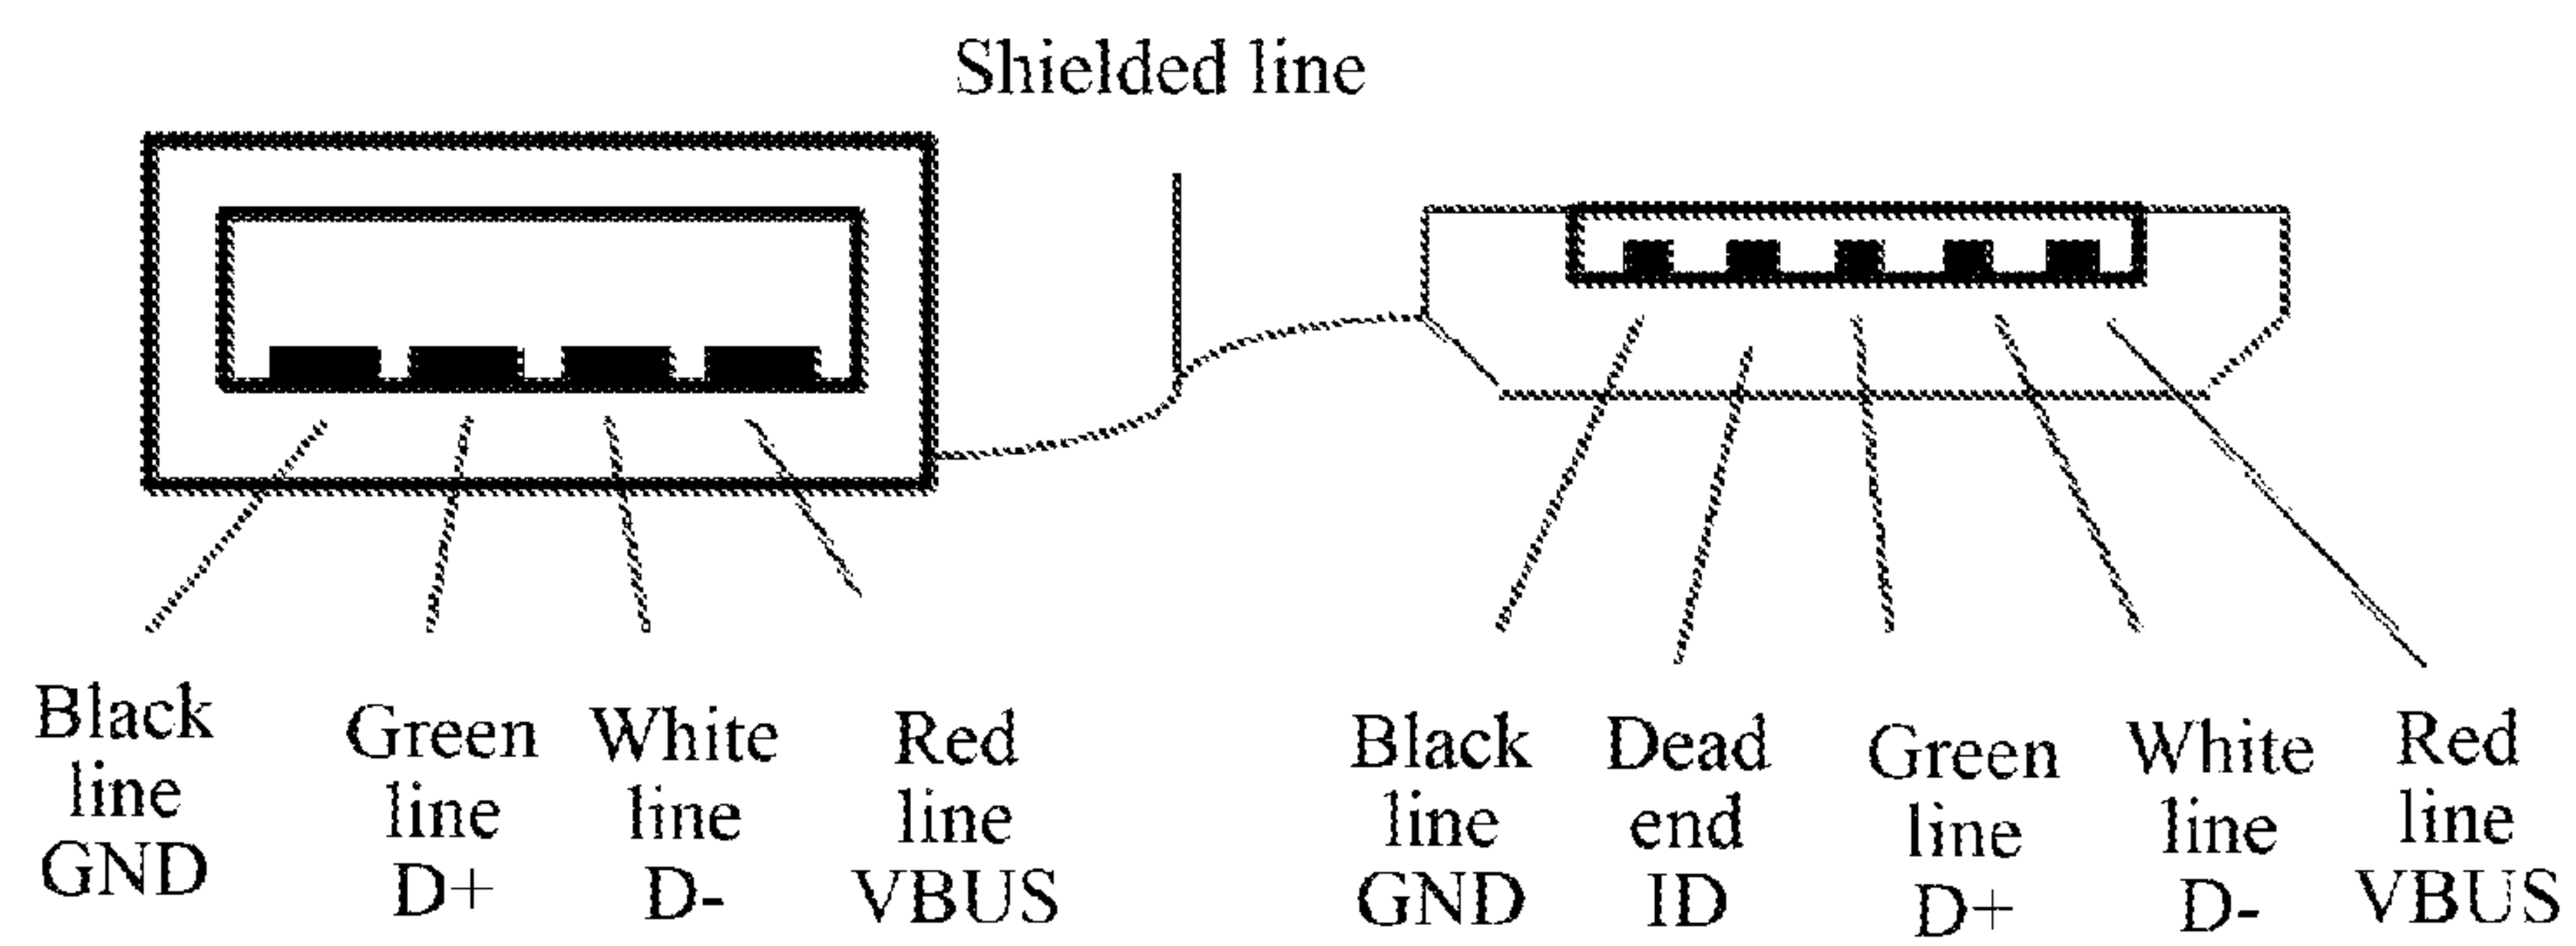 Shielded line
Black
line
GND
Green
line
D+
White
line
D-
Red
line
VBUS
Black
line
GND
Dead
end
ID
Green
line
D+
White
line
D-
Red
line
VBUS